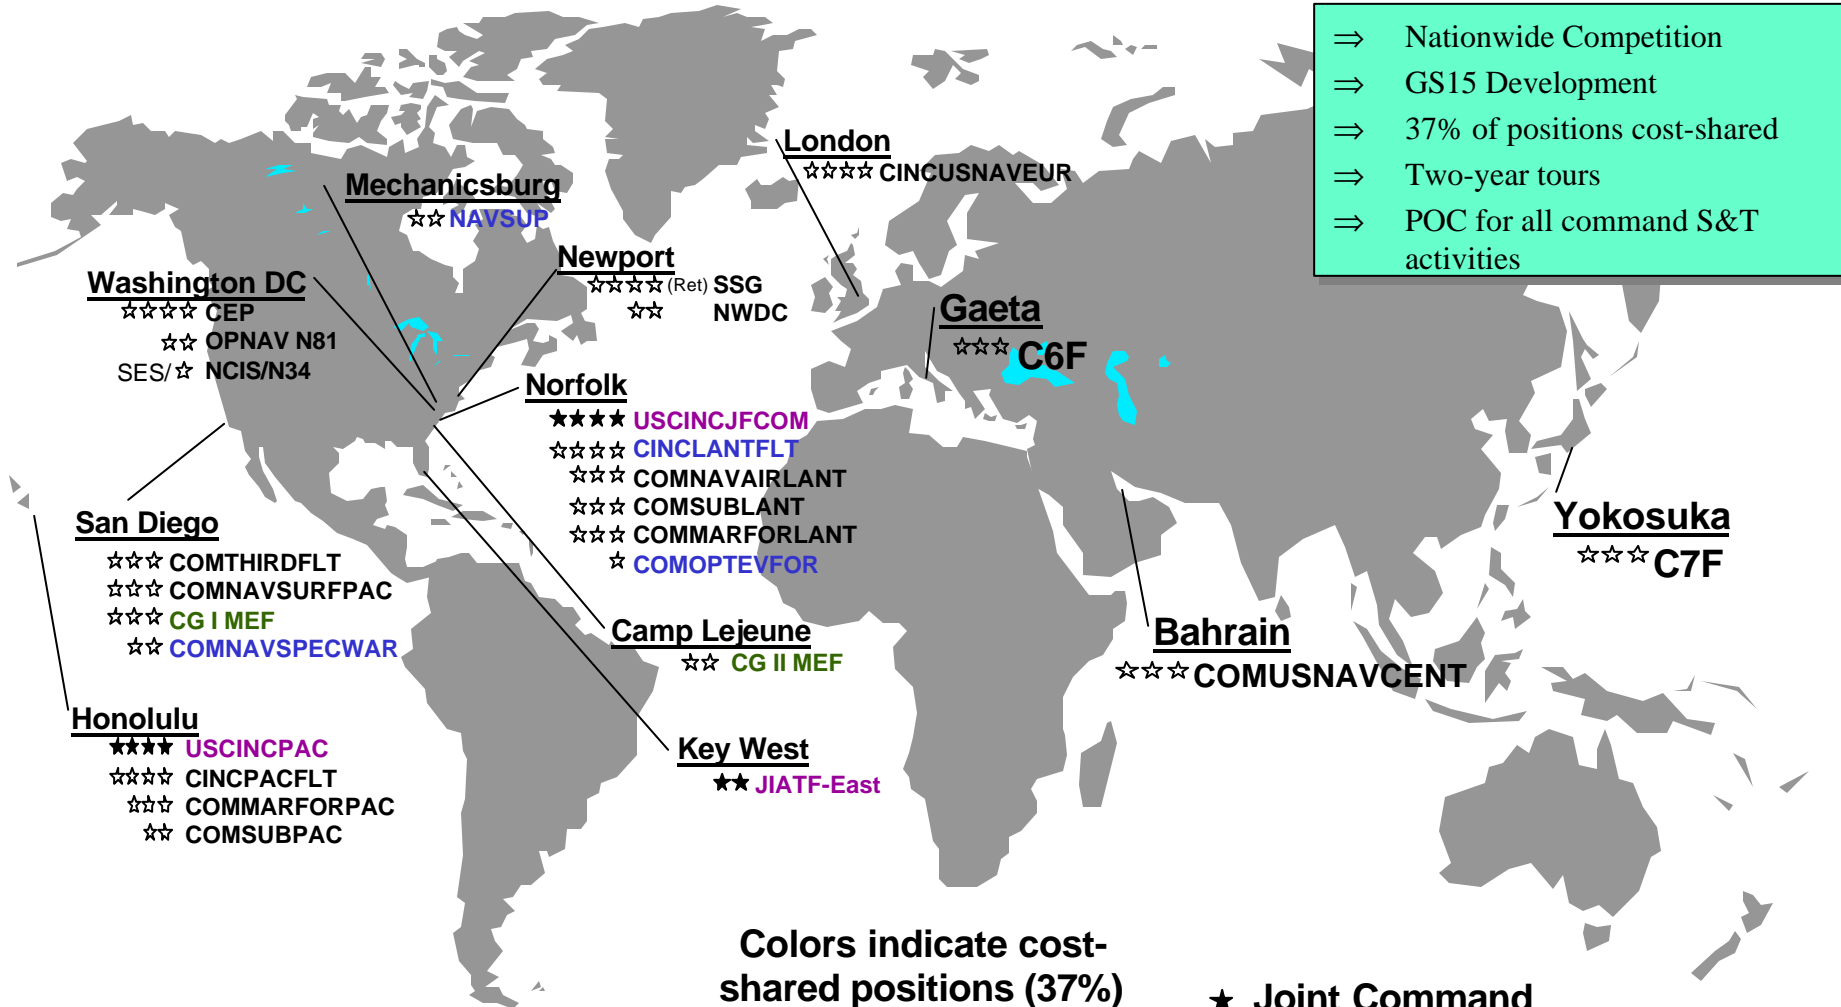 ⇒ Nationwide Competition
⇒ GS15 Development
⇒ 37% of positions cost-shared
⇒ Two-year tours
⇒ POC for all command S&T
activities
London
☆☆☆☆ CINCUSNAVEUR
Mechanicsburg
☆☆ NAVSUP
Newport
☆☆☆☆ (Ret) SSG
☆☆ NWDC
Washington DC
☆☆☆☆ CEP
☆☆ OPNAV N81
SES/☆ NCIS/N34
Gaeta
☆☆☆ C6F
Norfolk
★★★★ USCINCJFCOM
☆☆☆☆ CINCLANTFLT
☆☆☆ COMNAVAIRLANT
☆☆☆ COMSUBLANT
☆☆☆ COMMARFORLANT
☆ COMOPTEVFOR
San Diego
☆☆☆ COMTHIRDFLT
☆☆☆ COMNAVSURFPAC
☆☆☆ CG I MEF
☆☆ COMNAVSPECWAR
Yokosuka
☆☆☆ C7F
Camp Lejeune
☆☆ CG II MEF
Bahrain
☆☆☆ COMUSNAVCENT
Honolulu
★★★★ USCINCPAC
☆☆☆☆ CINCPACFLT
☆☆☆ COMMARFORPAC
☆☆ COMSUBPAC
Key West
★★ JIATF-East
Colors indicate cost-
shared positions (37%)
★ Joint Command